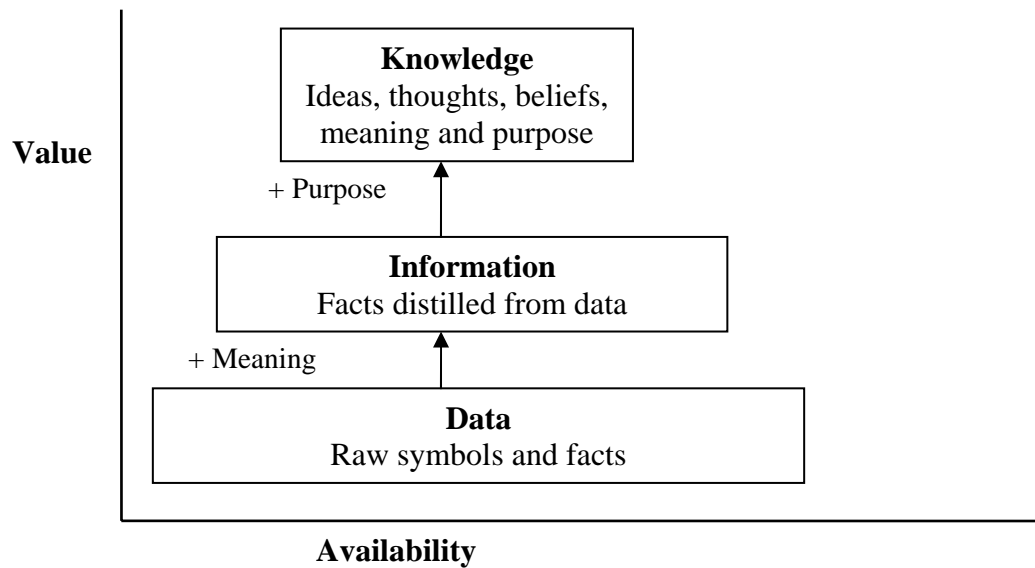 Knowledge
Ideas, thoughts, beliefs,
meaning and purpose
Value
+ Purpose
Information
Facts distilled from data
+ Meaning
Data
Raw symbols and facts
Availability